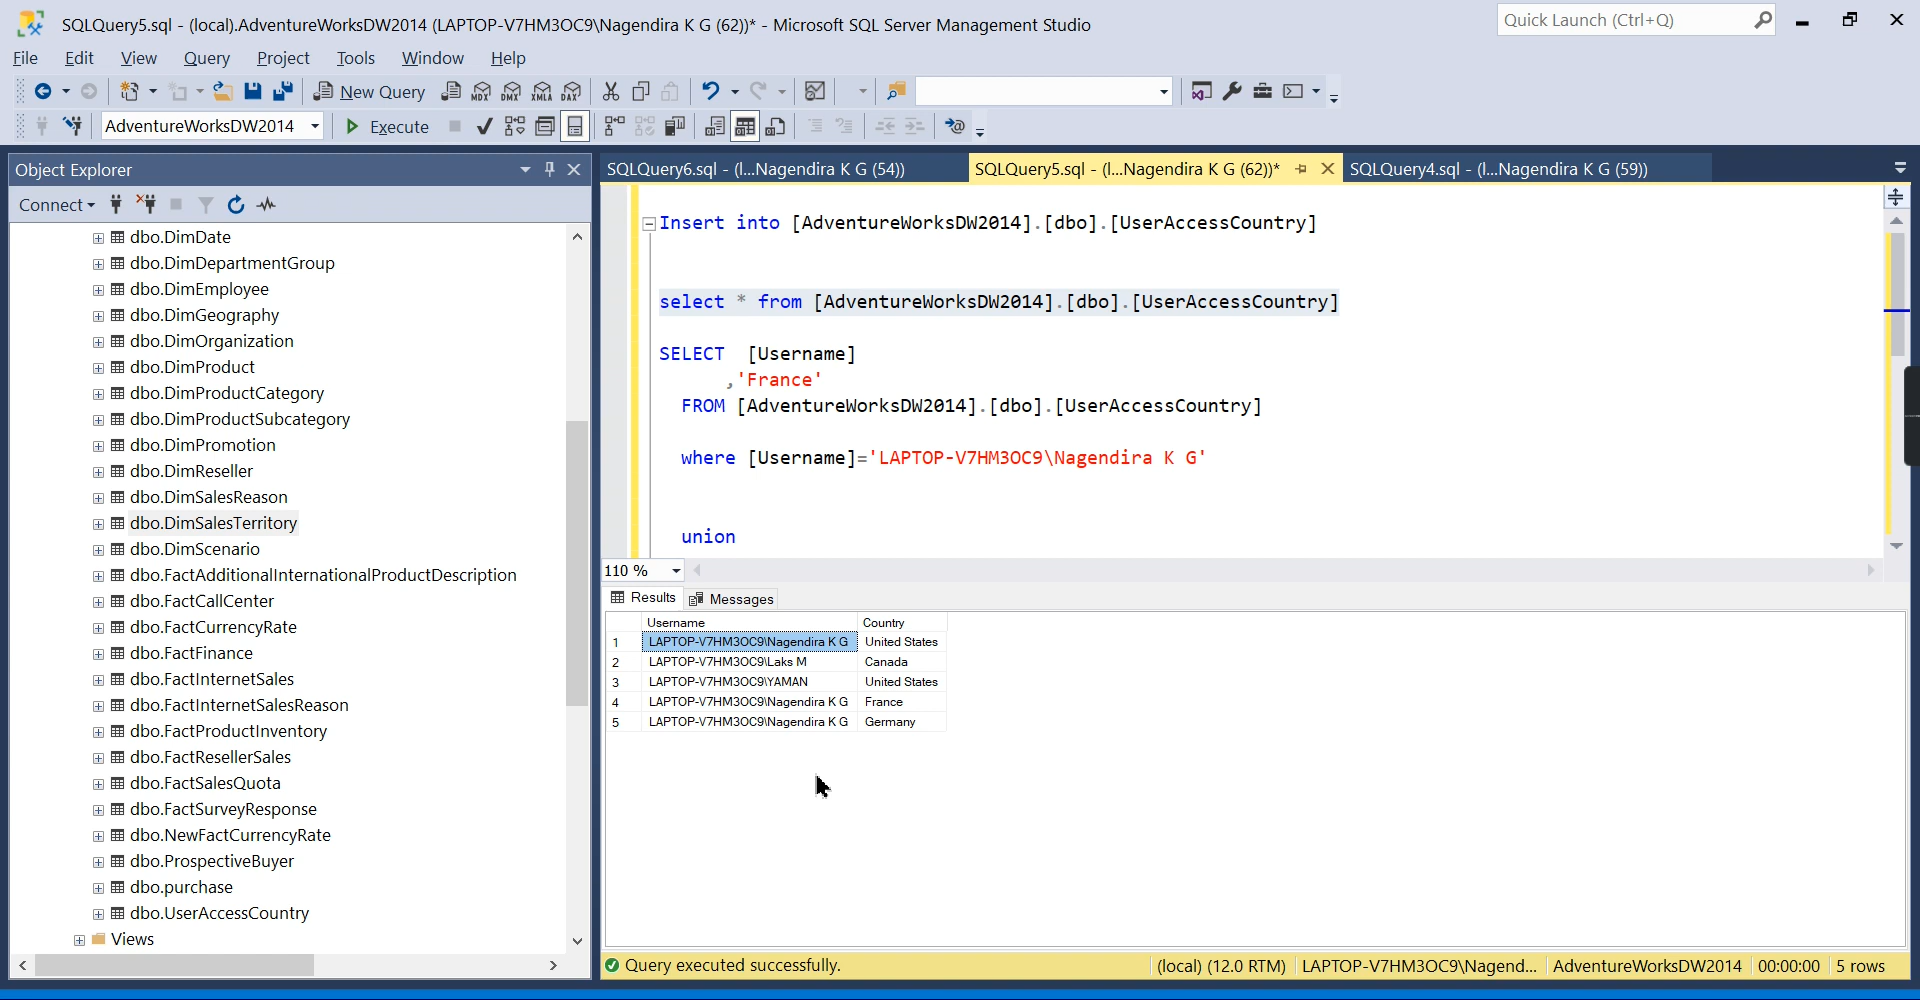 SQLQuery5.sql - (local).AdventureWorksDW2014 (LAPTOP-V7HM3OC9\Nagendira K G (62))* - Microsoft SQL Server Management Studio
Quick Launch (Ctrl+Q)
File Edit View Query Project Tools Window Help
New Query MDX DMX XMLA DAX
AdventureWorksDW2014 Execute
Object Explorer
Connect
dbo.DimDate
dbo.DimDepartmentGroup
dbo.DimEmployee
dbo.DimGeography
dbo.DimOrganization
dbo.DimProduct
dbo.DimProductCategory
dbo.DimProductSubcategory
dbo.DimPromotion
dbo.DimReseller
dbo.DimSalesReason
dbo.DimSalesTerritory
dbo.DimScenario
dbo.FactAdditionalInternationalProductDescription
dbo.FactCallCenter
dbo.FactCurrencyRate
dbo.FactFinance
dbo.FactInternetSales
dbo.FactInternetSalesReason
dbo.FactProductInventory
dbo.FactResellerSales
dbo.FactSalesQuota
dbo.FactSurveyResponse
dbo.NewFactCurrencyRate
dbo.ProspectiveBuyer
dbo.purchase
dbo.UserAccessCountry
Views
SQLQuery6.sql - (l...Nagendira K G (54)) SQLQuery5.sql - (l...Nagendira K G (62))* SQLQuery4.sql - (l...Nagendira K G (59))
Insert into [AdventureWorksDW2014].[dbo].[UserAccessCountry]
select * from [AdventureWorksDW2014].[dbo].[UserAccessCountry]
SELECT [Username]
,'France'
FROM [AdventureWorksDW2014].[dbo].[UserAccessCountry]
where [Username]='LAPTOP-V7HM3OC9\Nagendira K G'
union
110 %
Results Messages
Username Country
1 LAPTOP-V7HM3OC9\Nagendira K G United States
2 LAPTOP-V7HM3OC9\Laks M Canada
3 LAPTOP-V7HM3OC9\YAMAN United States
4 LAPTOP-V7HM3OC9\Nagendira K G France
5 LAPTOP-V7HM3OC9\Nagendira K G Germany
Query executed successfully. (local) (12.0 RTM) LAPTOP-V7HM3OC9\Nagend... AdventureWorksDW2014 00:00:00 5 rows